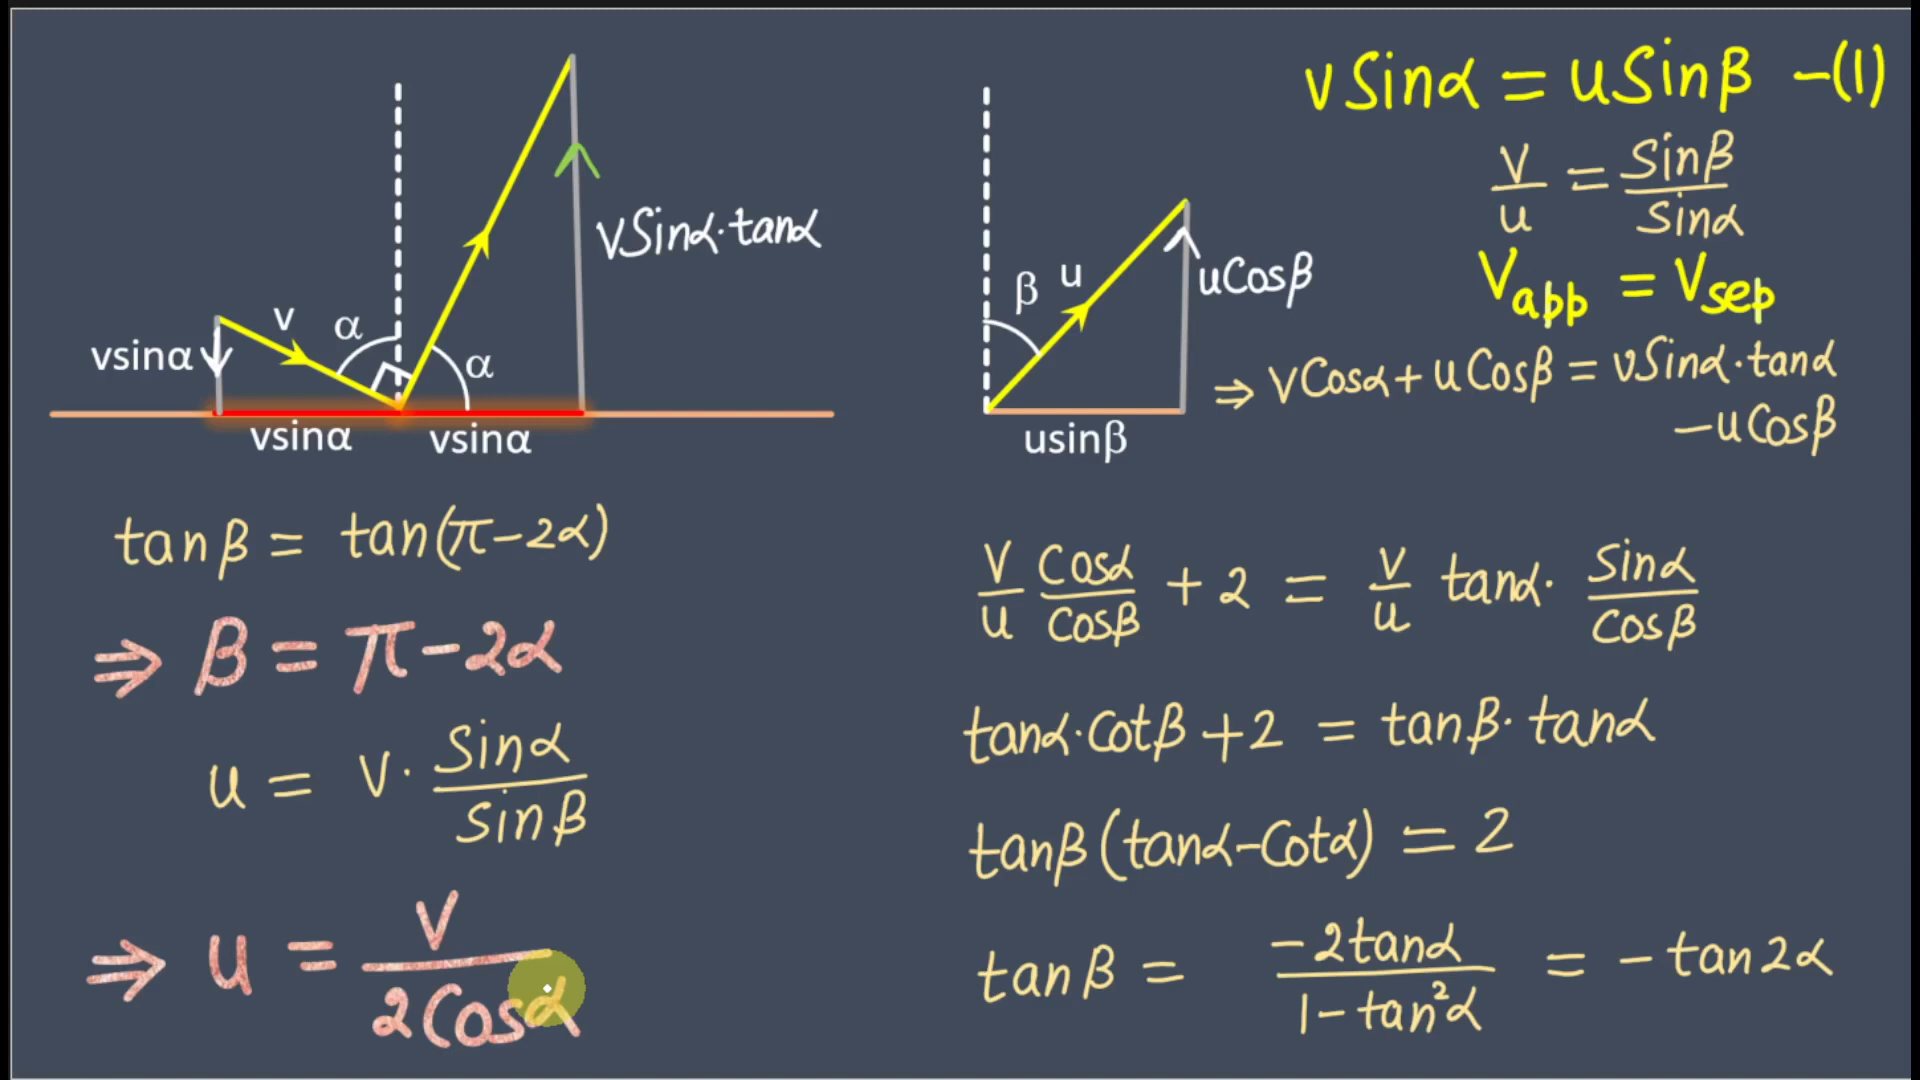 v
α
vsinα
α
vSinα·tanα
vsinα
vsinα
β
u
uCosβ
usinβ
vSinα = uSinβ –(1)
v/u = Sinβ/Sinα
Vapp = Vsep
⇒ vCosα + uCosβ = vSinα·tanα
– uCosβ
tanβ = tan(π–2α)
⇒ β = π–2α
u = v · Sinα/Sinβ
⇒ u = v/2Cosα
v/u Cosα/Cosβ + 2 = v/u tanα · Sinα/Cosβ
tanα·Cotβ + 2 = tanβ·tanα
tanβ(tanα–Cotα) = 2
tanβ = –2tanα/1–tan²α = –tan2α